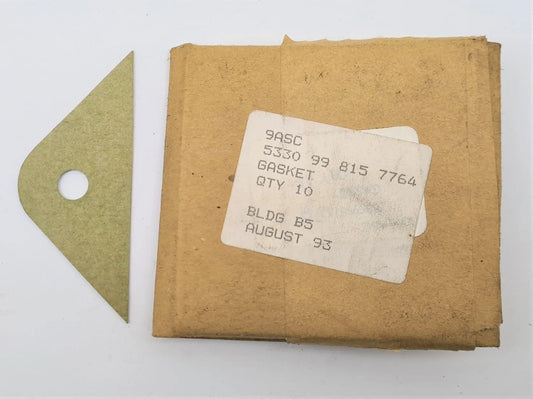 9ASC
5330 99 815 7764
GASKET
QTY 10
BLDG B5
AUGUST 93